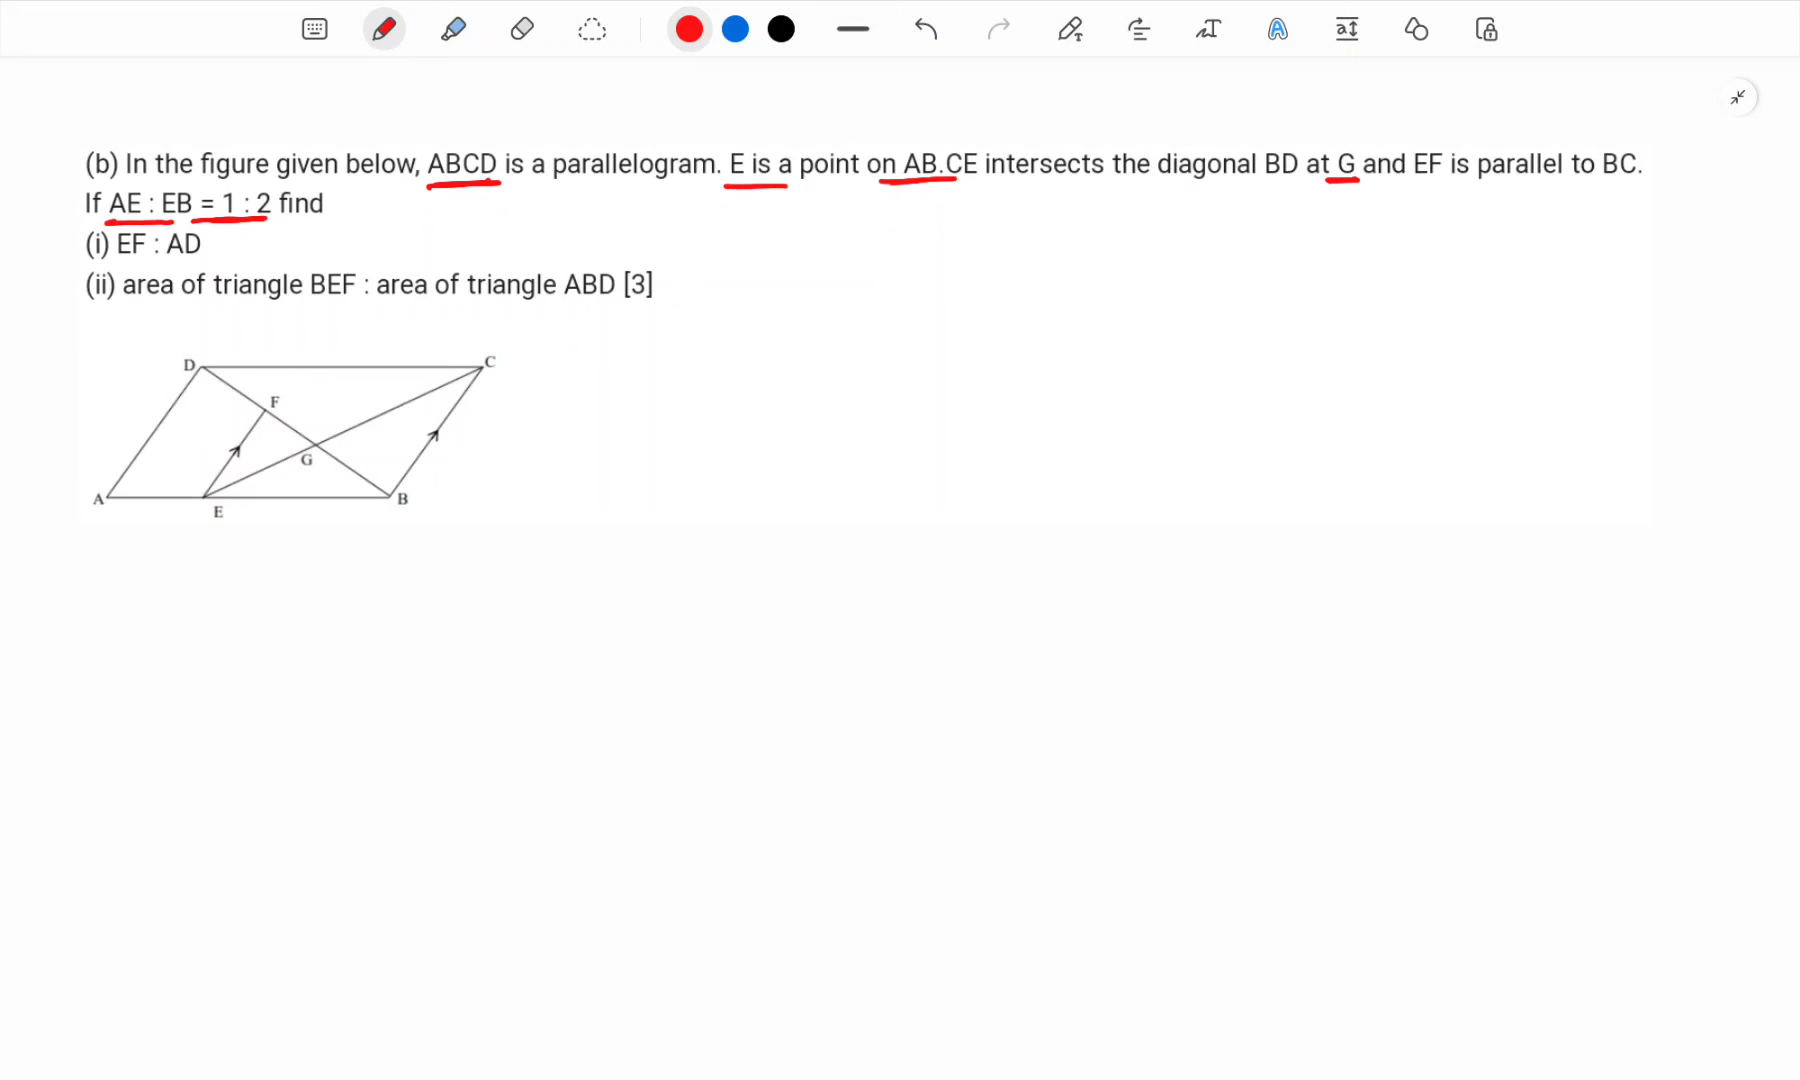 (b) In the figure given below, ABCD is a parallelogram. E is a point on AB.CE intersects the diagonal BD at G and EF is parallel to BC.
If AE : EB = 1 : 2 find
(i) EF : AD
(ii) area of triangle BEF : area of triangle ABD [3]
D C
F
G
A B
E